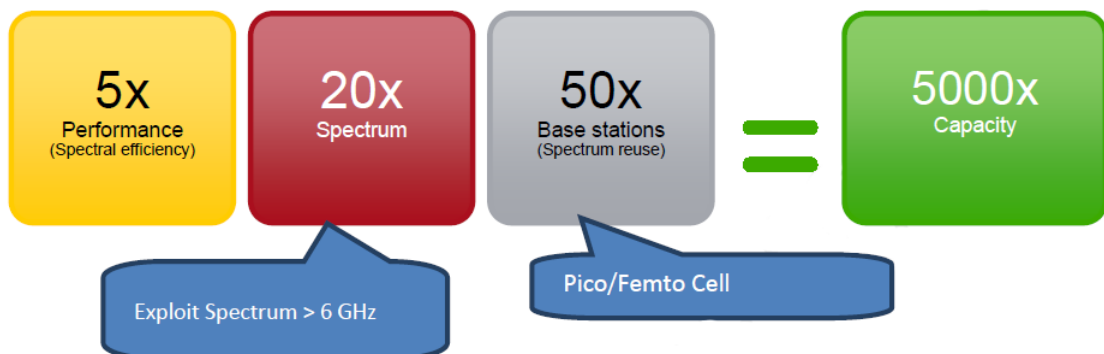 5x
Performance
(Spectral efficiency)
20x
Spectrum
50x
Base stations
(Spectrum reuse)
=
5000x
Capacity
Exploit Spectrum > 6 GHz
Pico/Femto Cell